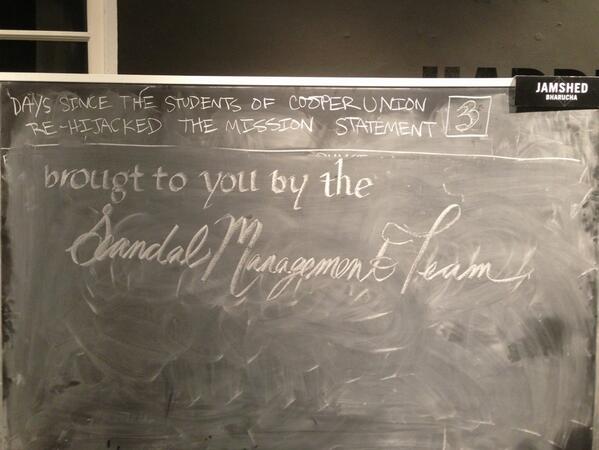 DAYS SINCE THE STUDENTS OF COOPER UNION
RE-HIJACKED THE MISSION STATEMENT 3
JAMSHED
BHARUCHA
brougt to you by the
Scandal Management Team